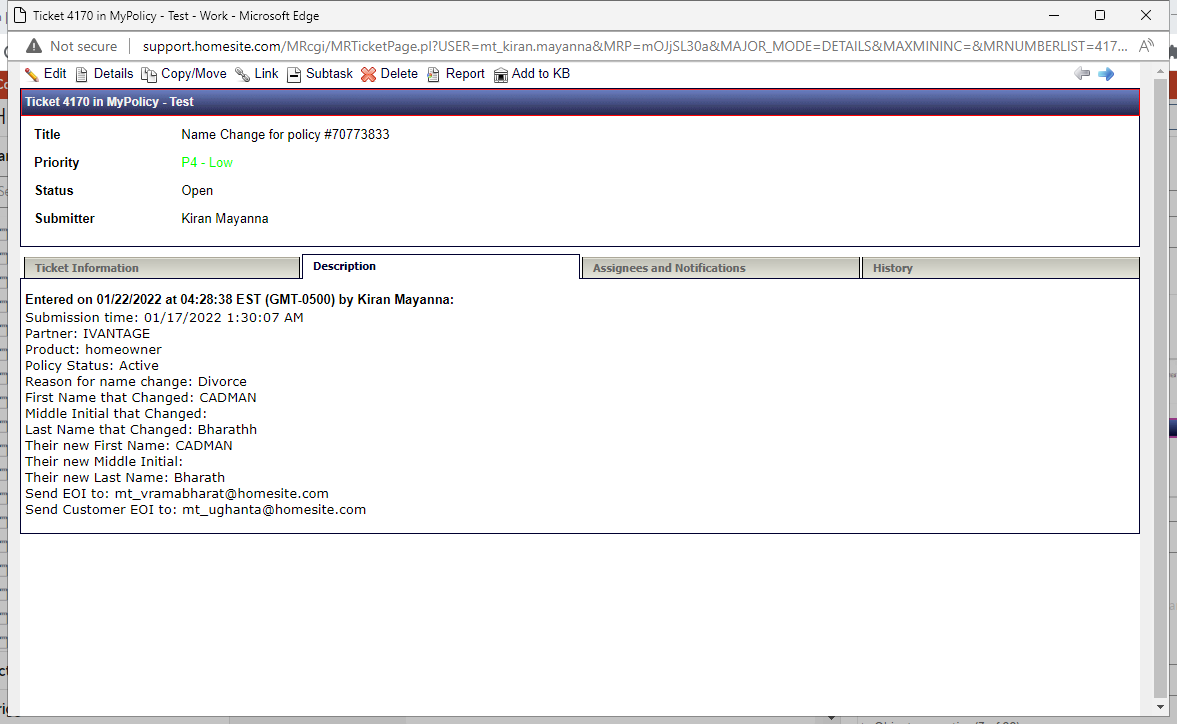 Ticket 4170 in MyPolicy - Test - Work - Microsoft Edge
Not secure | support.homesite.com/MRcgi/MRTicketPage.pl?USER=mt_kiran.mayanna&MRP=mOJjSL30a&MAJOR_MODE=DETAILS&MAXMININC=&MRNUMBERLIST=417...
Edit Details Copy/Move Link Subtask Delete Report Add to KB
Ticket 4170 in MyPolicy - Test
Title Name Change for policy #70773833
Priority P4 - Low
Status Open
Submitter Kiran Mayanna
Ticket Information Description Assignees and Notifications History
Entered on 01/22/2022 at 04:28:38 EST (GMT-0500) by Kiran Mayanna:
Submission time: 01/17/2022 1:30:07 AM
Partner: IVANTAGE
Product: homeowner
Policy Status: Active
Reason for name change: Divorce
First Name that Changed: CADMAN
Middle Initial that Changed:
Last Name that Changed: Bharathh
Their new First Name: CADMAN
Their new Middle Initial:
Their new Last Name: Bharath
Send EOI to: mt_vramabharat@homesite.com
Send Customer EOI to: mt_ughanta@homesite.com